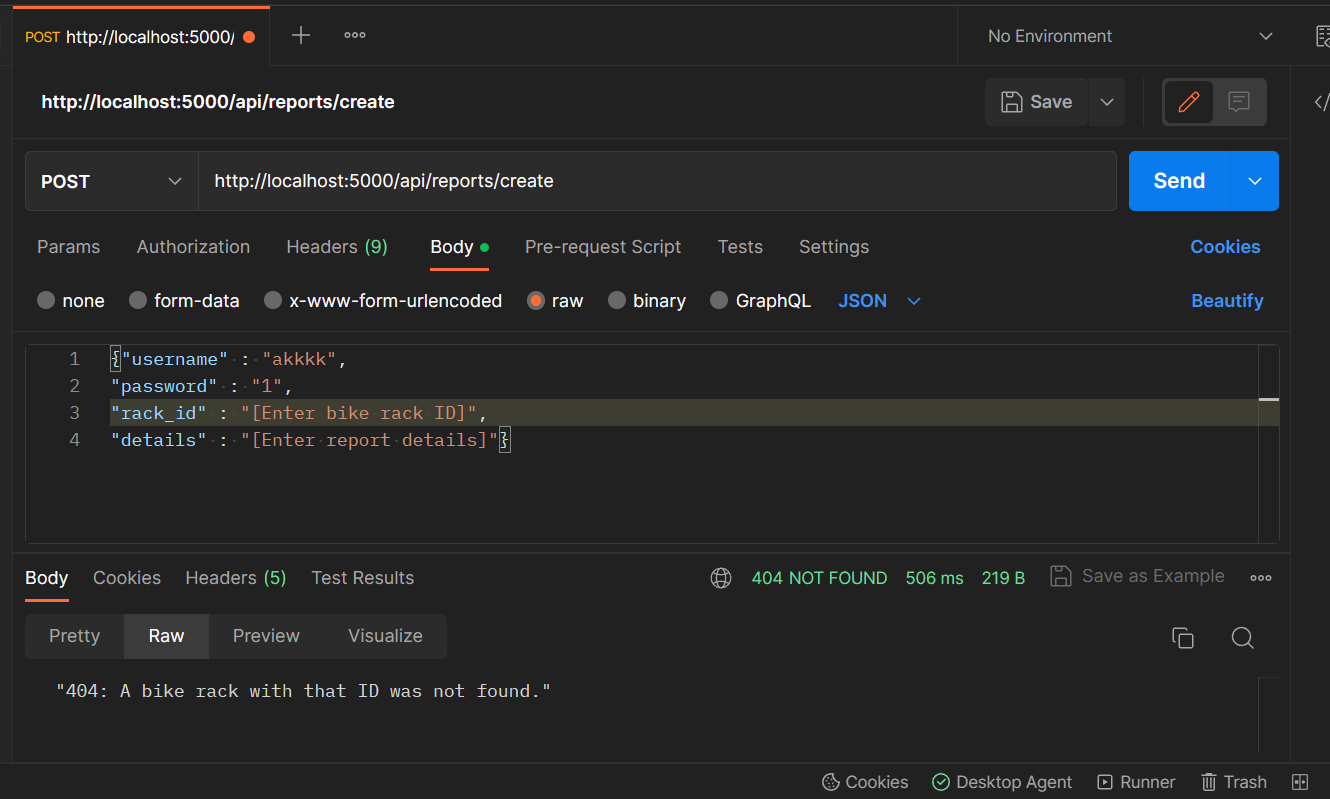 POST http://localhost:5000/
No Environment
http://localhost:5000/api/reports/create
Save
POST
http://localhost:5000/api/reports/create
Send
Params Authorization Headers (9) Body Pre-request Script Tests Settings Cookies
none form-data x-www-form-urlencoded raw binary GraphQL JSON Beautify
1 {"username" : "akkkk",
2 "password" : "1",
3 "rack_id" : "[Enter bike rack ID]",
4 "details" : "[Enter report details]"}
Body Cookies Headers (5) Test Results 404 NOT FOUND 506 ms 219 B Save as Example
Pretty Raw Preview Visualize
"404: A bike rack with that ID was not found."
Cookies Desktop Agent Runner Trash